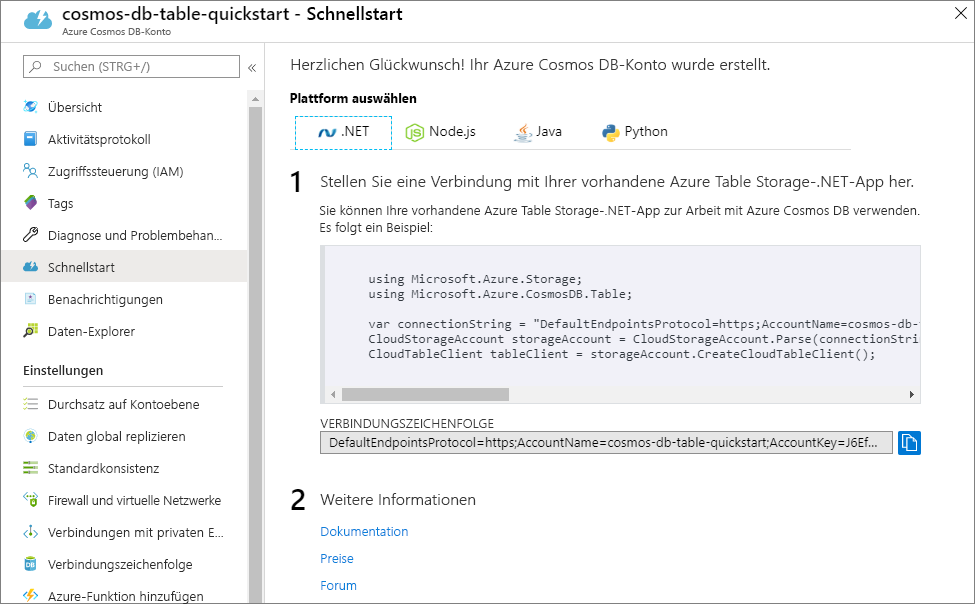 cosmos-db-table-quickstart - Schnellstart
Azure Cosmos DB-Konto
Suchen (STRG+/)
Übersicht
Aktivitätsprotokoll
Zugriffssteuerung (IAM)
Tags
Diagnose und Problembehan...
Schnellstart
Benachrichtigungen
Daten-Explorer
Einstellungen
Durchsatz auf Kontoebene
Daten global replizieren
Standardkonsistenz
Firewall und virtuelle Netzwerke
Verbindungen mit privaten E...
Verbindungszeichenfolge
Azure-Funktion hinzufügen
Herzlichen Glückwunsch! Ihr Azure Cosmos DB-Konto wurde erstellt.
Plattform auswählen
.NET Node.js Java Python
1 Stellen Sie eine Verbindung mit Ihrer vorhandene Azure Table Storage-.NET-App her.
Sie können Ihre vorhandene Azure Table Storage-.NET-App zur Arbeit mit Azure Cosmos DB verwenden.
Es folgt ein Beispiel:
using Microsoft.Azure.Storage;
using Microsoft.Azure.CosmosDB.Table;
var connectionString = "DefaultEndpointsProtocol=https;AccountName=cosmos-db-
CloudStorageAccount storageAccount = CloudStorageAccount.Parse(connectionStri
CloudTableClient tableClient = storageAccount.CreateCloudTableClient();
VERBINDUNGSZEICHENFOLGE
DefaultEndpointsProtocol=https;AccountName=cosmos-db-table-quickstart;AccountKey=J6Ef...
2 Weitere Informationen
Dokumentation
Preise
Forum